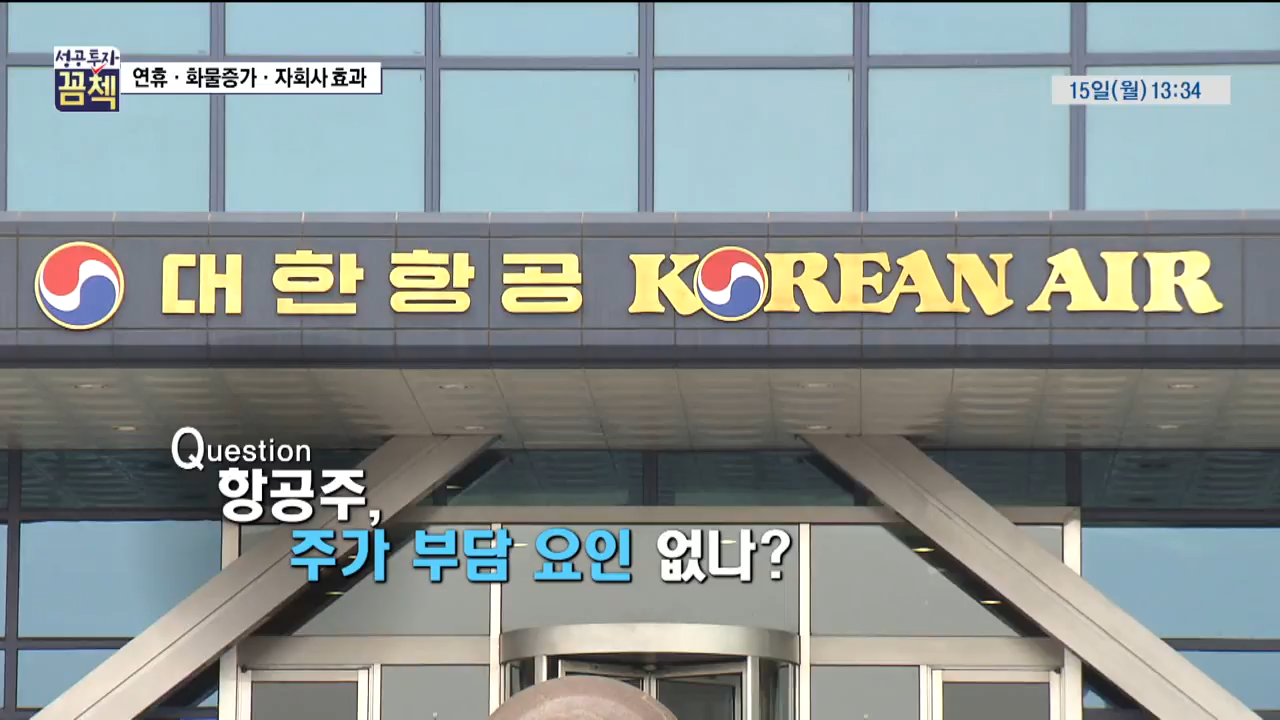 성공투자
꼼첵
연휴 · 화물증가 · 자회사 효과
15일(월) 13:34
대한항공 KOREAN AIR
Question
항공주,
주가 부담 요인 없나?